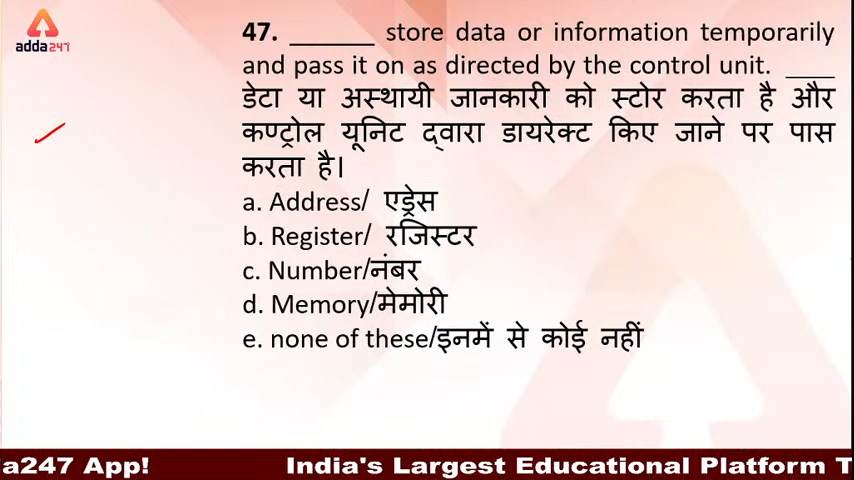 adda247
47. ______ store data or information temporarily
and pass it on as directed by the control unit. ____
डेटा या अस्थायी जानकारी को स्टोर करता है और
कण्ट्रोल यूनिट द्वारा डायरेक्ट किए जाने पर पास
करता है।
a. Address/ एड्रेस
b. Register/ रजिस्टर
c. Number/नंबर
d. Memory/मेमोरी
e. none of these/इनमें से कोई नहीं
a247 App! India's Largest Educational Platform T